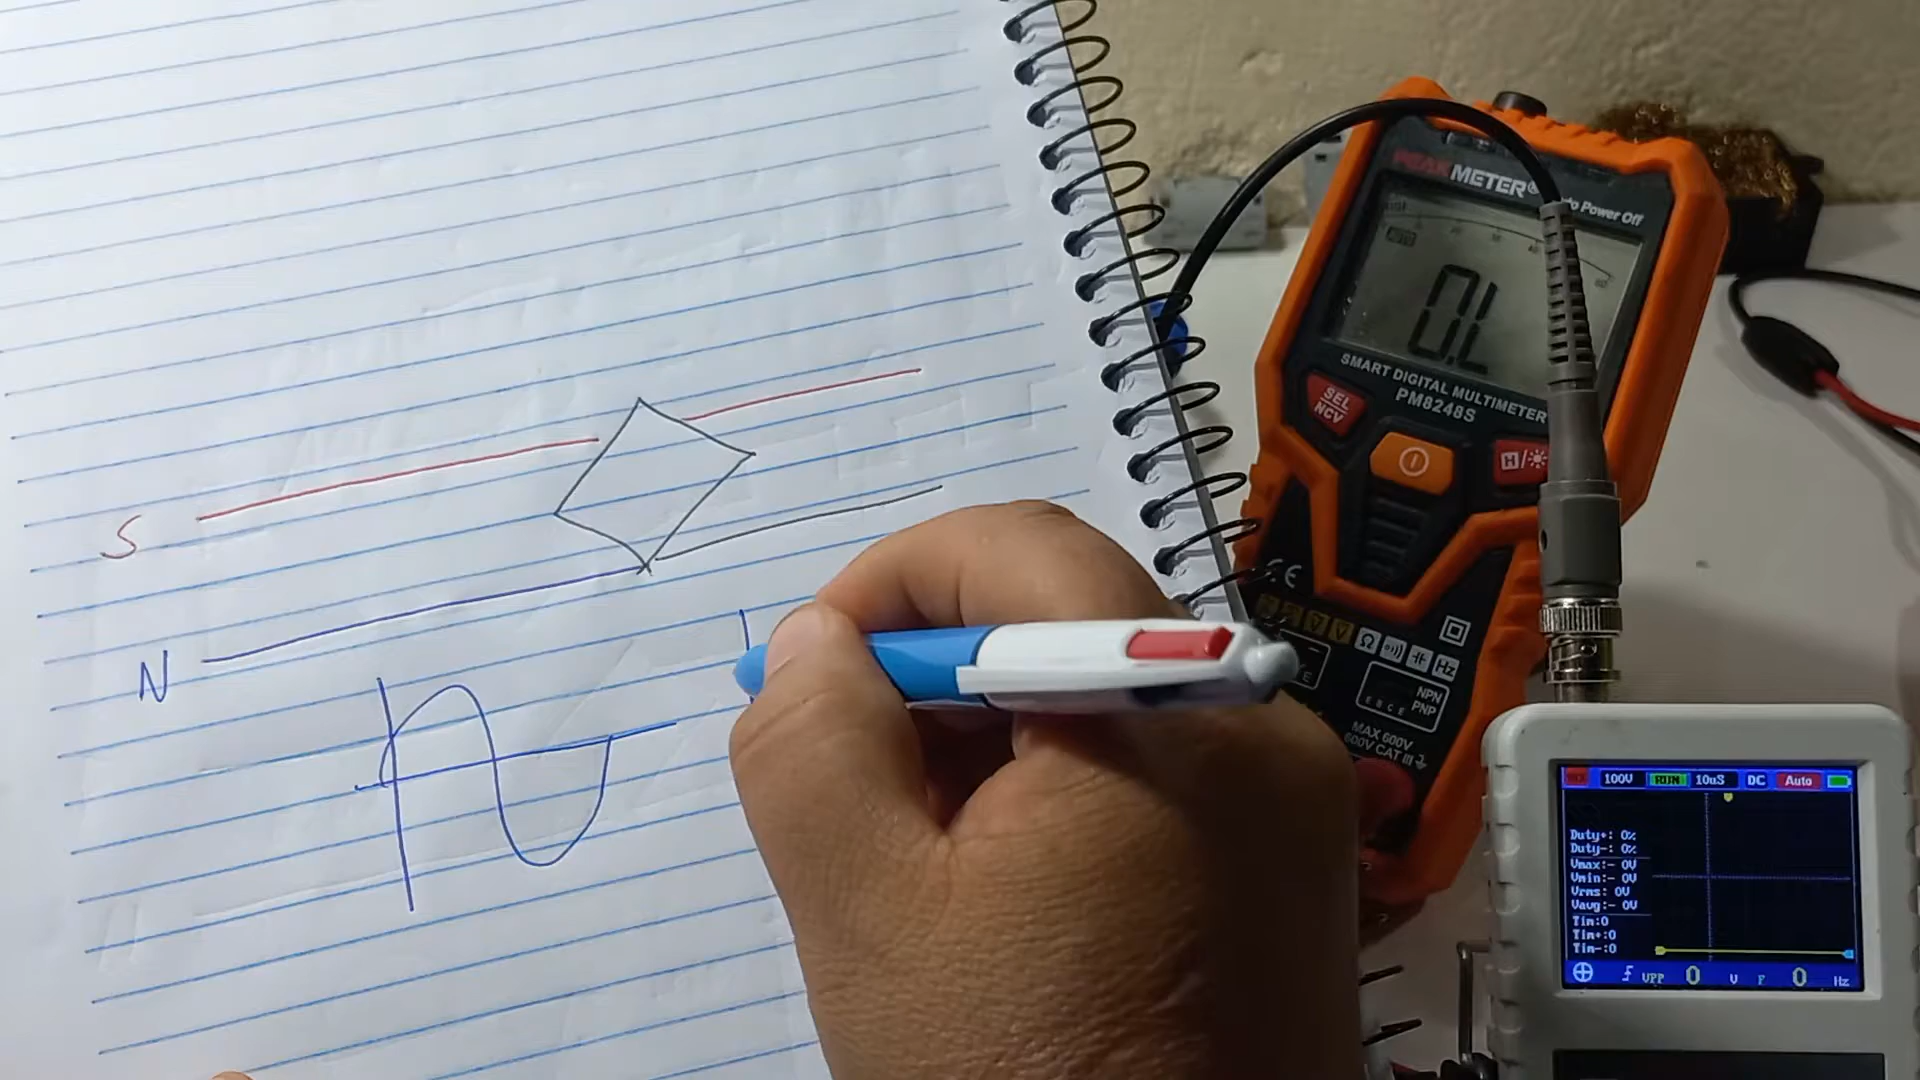 S
N
PEAKMETER®
Auto Power Off
AUTO
O.L
SMART DIGITAL MULTIMETER
PM8248S
SEL/NCV
H/
CE
Ω
Hz
NPN
PNP
E B C E
MAX 600V
600V CAT III
100V RUN 10uS DC Auto
Duty+: 0%
Duty-: 0%
Vmax:- 0V
Vmin:- 0V
Vrms: 0V
Vavg:- 0V
Tim:0
Tim+:0
Tim-:0
VPP 0 V F 0 Hz